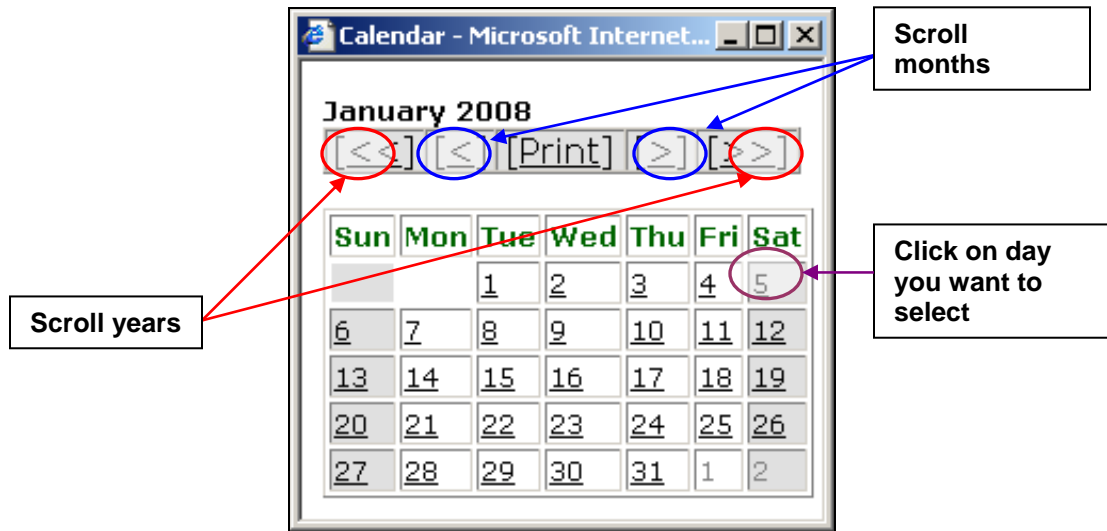 Calendar - Microsoft Internet...
Scroll
months
January 2008
[<<] [<] [Print] [>] [>>]
Sun Mon Tue Wed Thu Fri Sat
1 2 3 4 5
Click on day
you want to
select
Scroll years
6 7 8 9 10 11 12
13 14 15 16 17 18 19
20 21 22 23 24 25 26
27 28 29 30 31 1 2